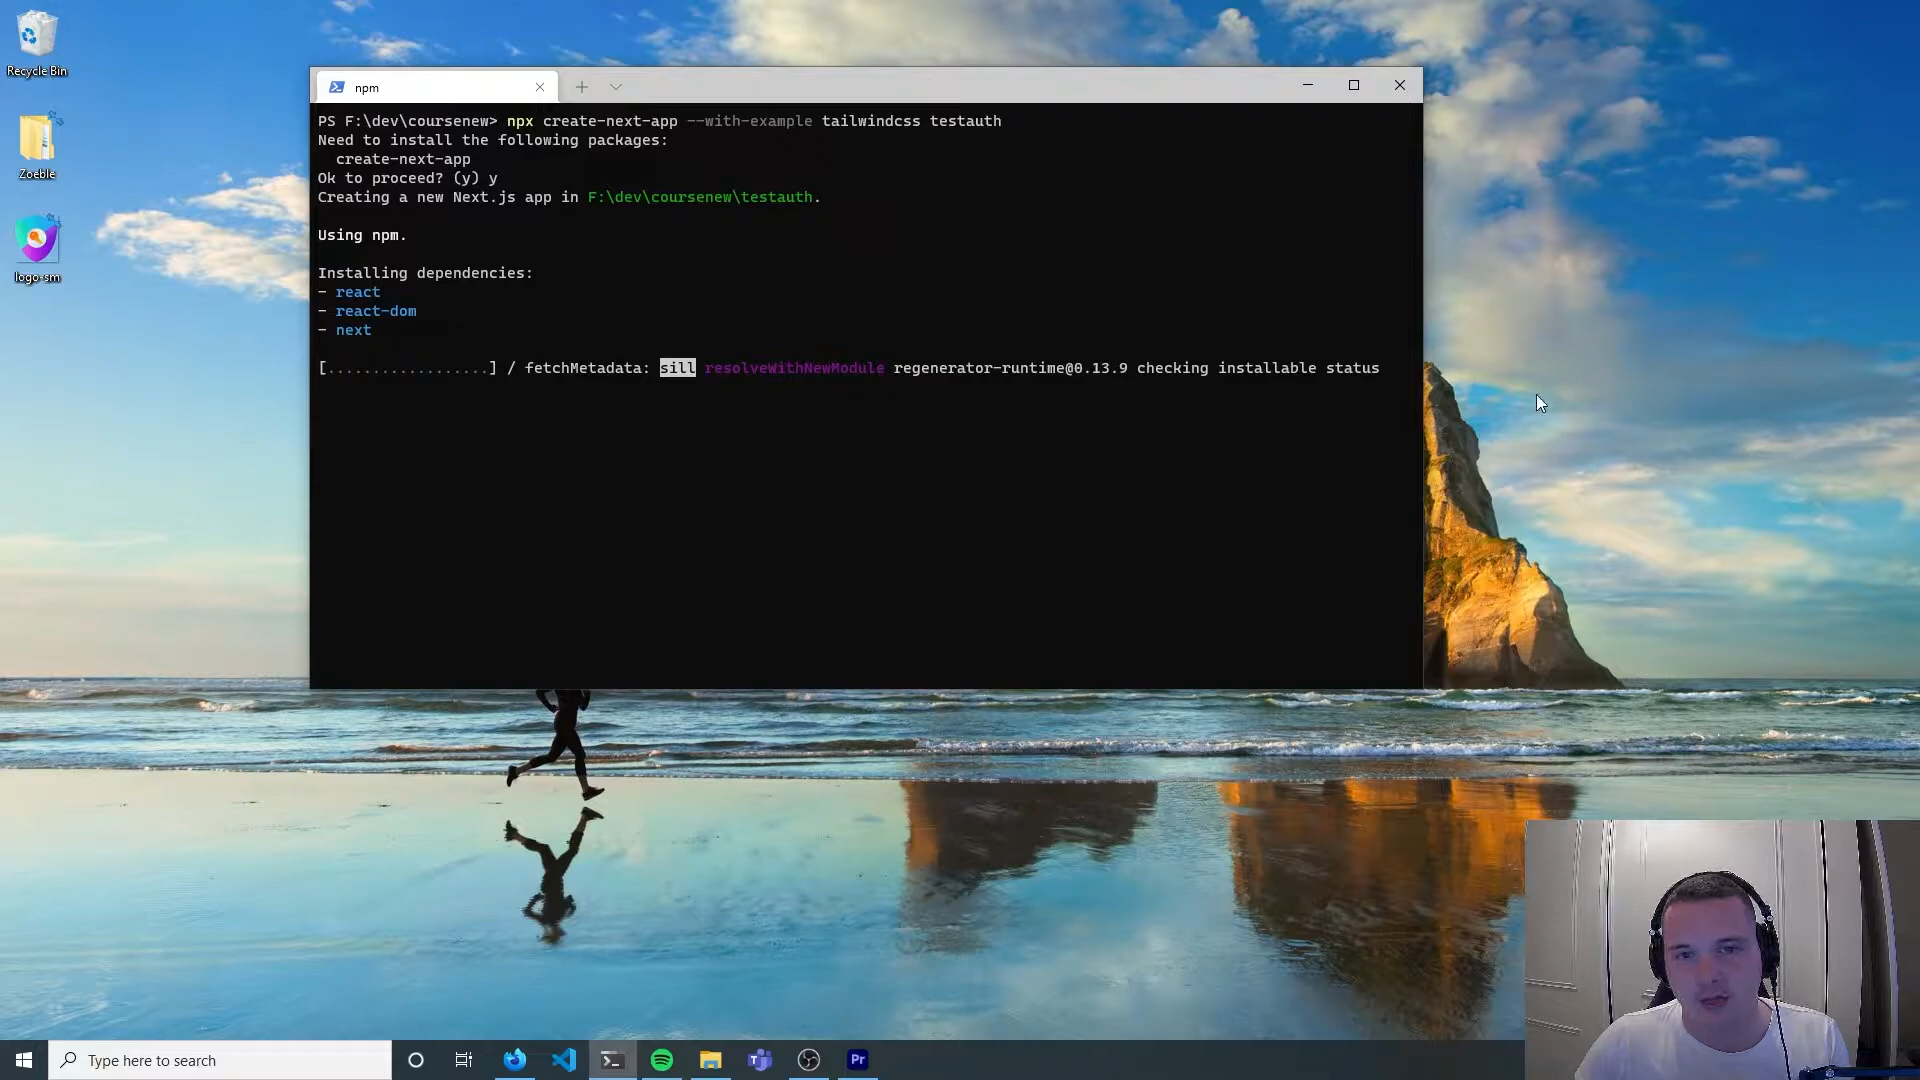 Recycle Bin
Zoeble
logo-sm
npm
PS F:\dev\coursenew> npx create-next-app --with-example tailwindcss testauth
Need to install the following packages:
  create-next-app
Ok to proceed? (y) y
Creating a new Next.js app in F:\dev\coursenew\testauth.
Using npm.
Installing dependencies:
- react
- react-dom
- next
[..................] / fetchMetadata: sill resolveWithNewModule regenerator-runtime@0.13.9 checking installable status
Type here to search
Pr